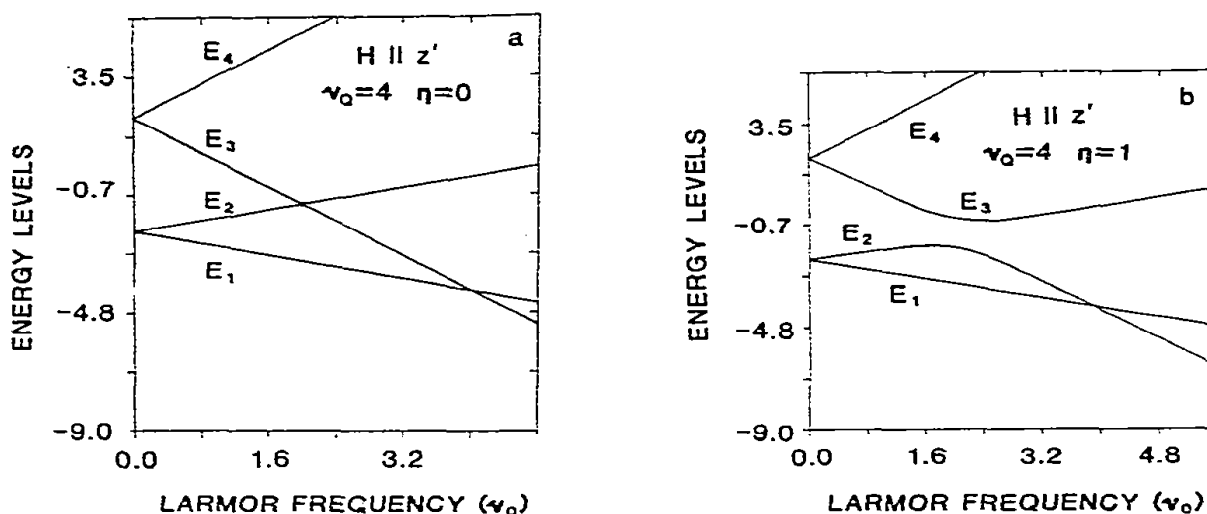 a
H || z'
νQ=4 η=0
E4
E3
E2
E1
3.5
-0.7
-4.8
-9.0
0.0
1.6
3.2
ENERGY LEVELS
LARMOR FREQUENCY (νo)
b
H || z'
νQ=4 η=1
E4
E3
E2
E1
3.5
-0.7
-4.8
-9.0
0.0
1.6
3.2
4.8
ENERGY LEVELS
LARMOR FREQUENCY (νo)